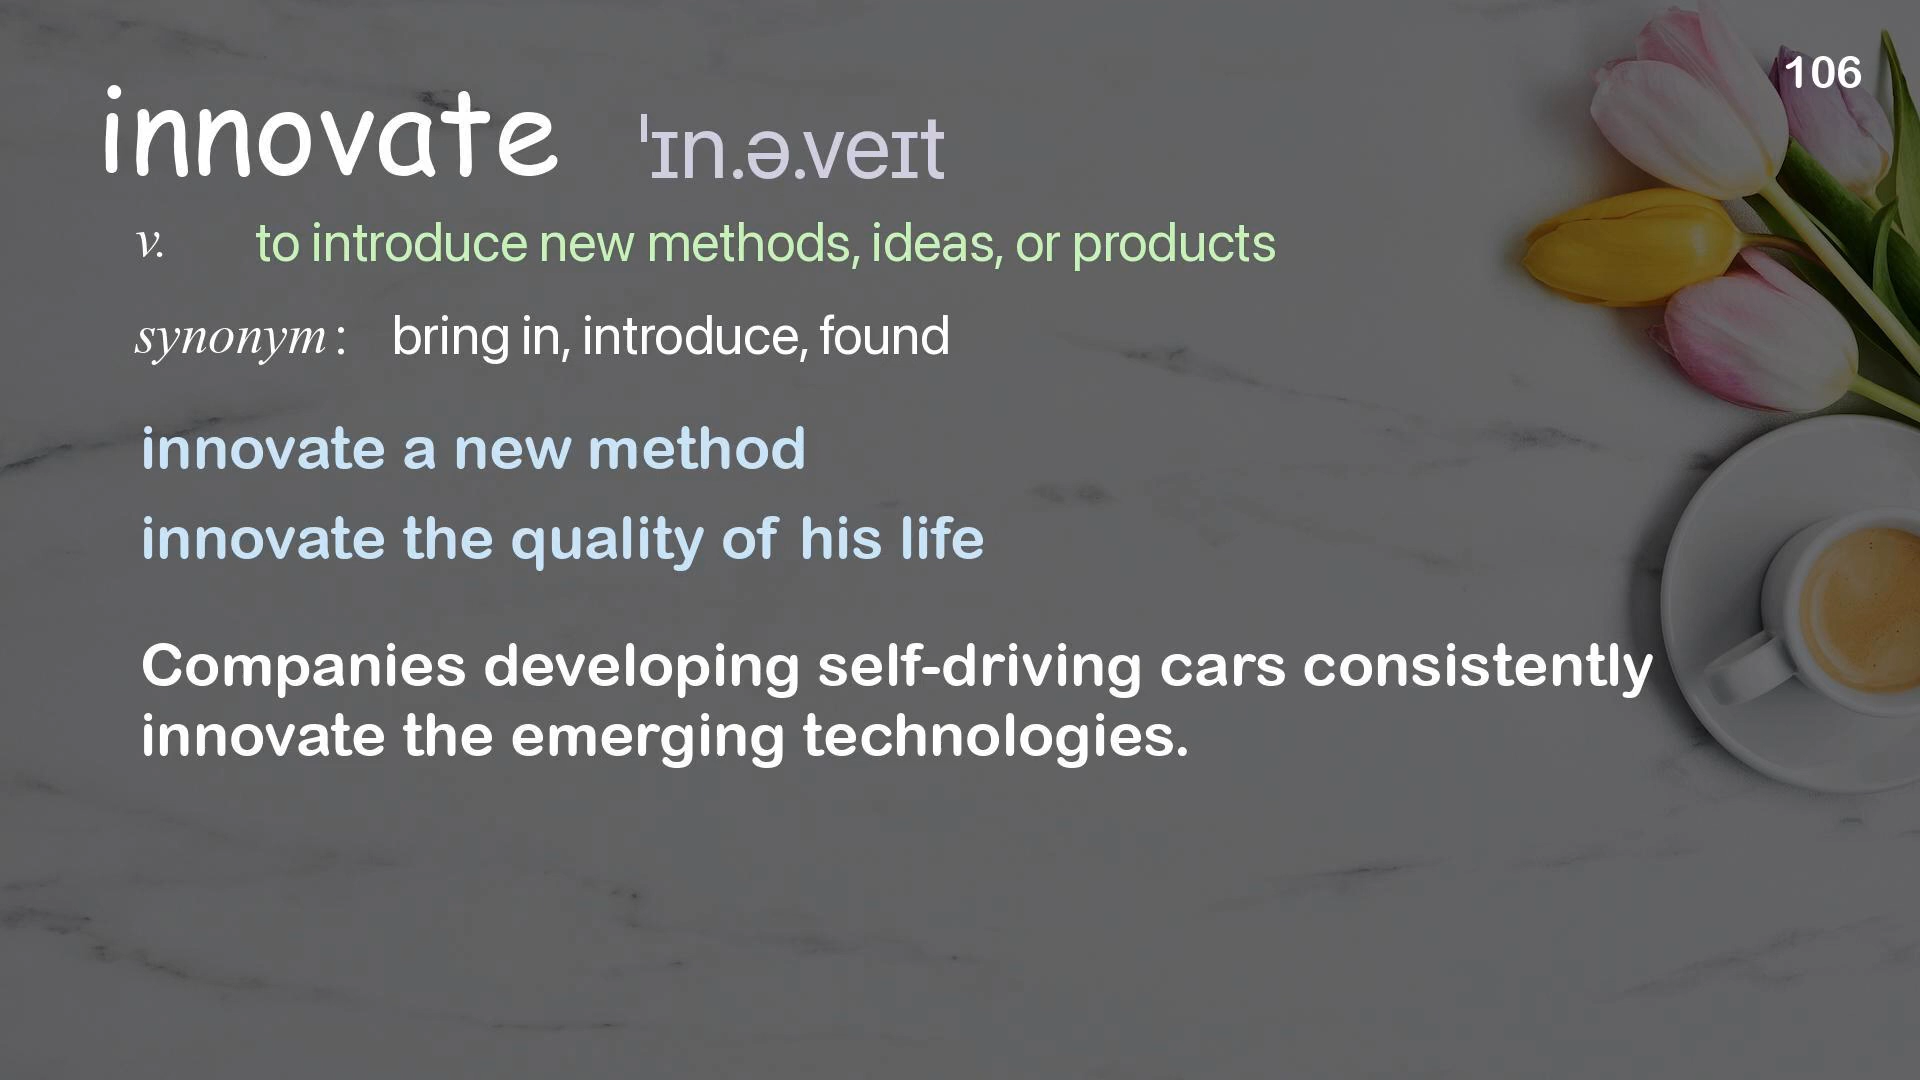 106
innovate ˈɪn.ə.veɪt
v. to introduce new methods, ideas, or products
synonym: bring in, introduce, found
innovate a new method
innovate the quality of his life
Companies developing self-driving cars consistently
innovate the emerging technologies.